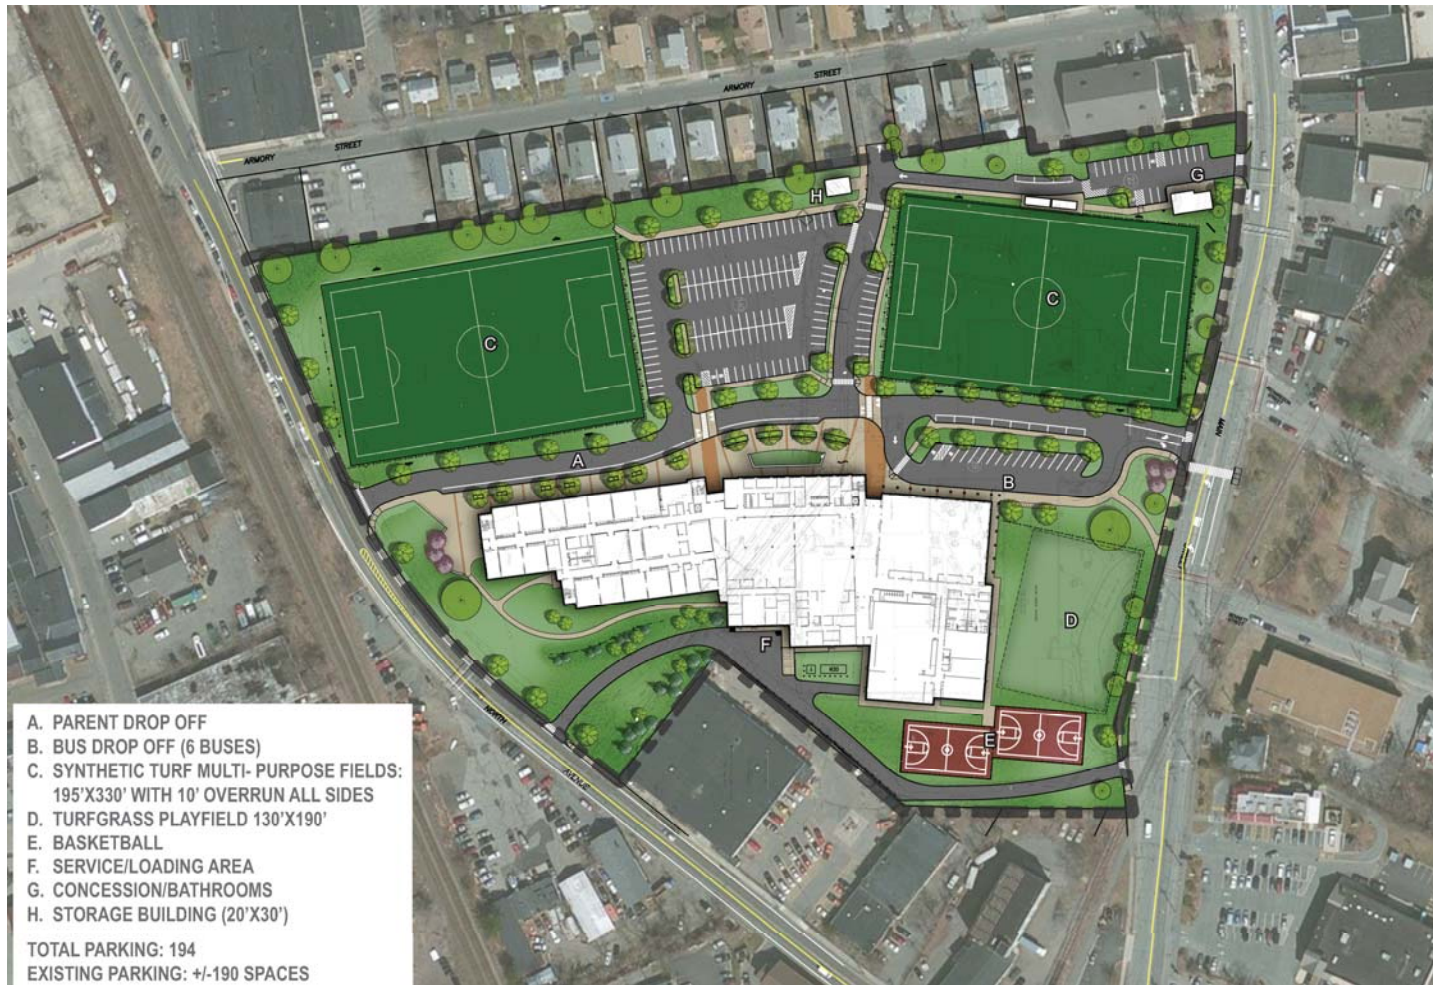 ARMORY STREET
ARMORY STREET
H
G
C
C
MAIN
A
B
D
F
E
NORTH
AVENUE
A. PARENT DROP OFF
B. BUS DROP OFF (6 BUSES)
C. SYNTHETIC TURF MULTI- PURPOSE FIELDS:
195'X330' WITH 10' OVERRUN ALL SIDES
D. TURFGRASS PLAYFIELD 130'X190'
E. BASKETBALL
F. SERVICE/LOADING AREA
G. CONCESSION/BATHROOMS
H. STORAGE BUILDING (20'X30')
TOTAL PARKING: 194
EXISTING PARKING: +/-190 SPACES